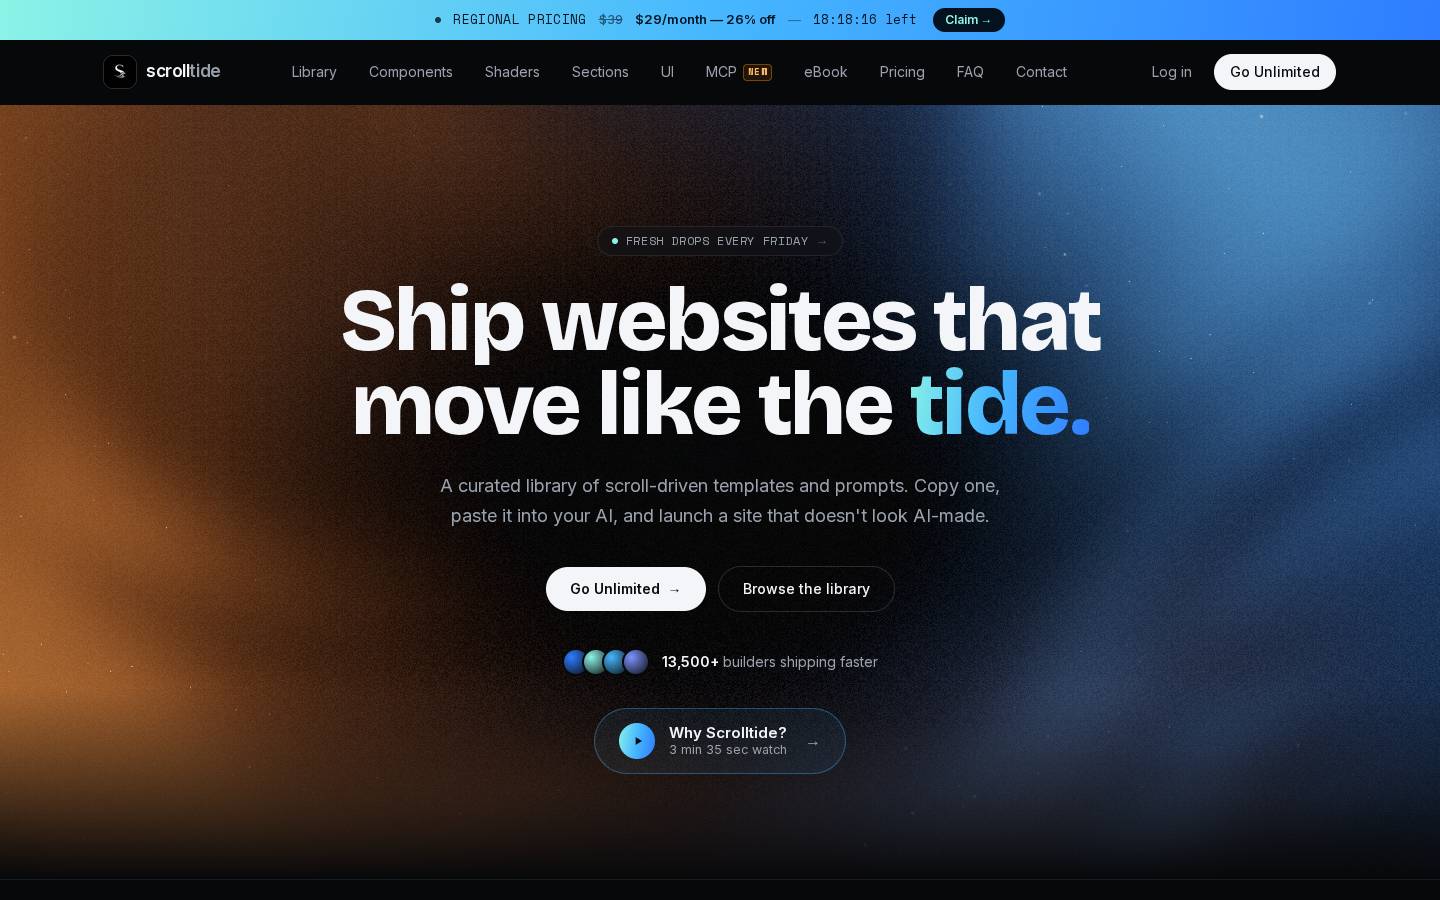 REGIONAL PRICING $39 $29/month — 26% off — 18:18:16 left Claim →
S scrolltide Library Components Shaders Sections UI MCP NEW eBook Pricing FAQ Contact Log in Go Unlimited
FRESH DROPS EVERY FRIDAY →
Ship websites that
move like the tide.
A curated library of scroll-driven templates and prompts. Copy one,
paste it into your AI, and launch a site that doesn't look AI-made.
Go Unlimited → Browse the library
13,500+ builders shipping faster
Why Scrolltide?
3 min 35 sec watch →